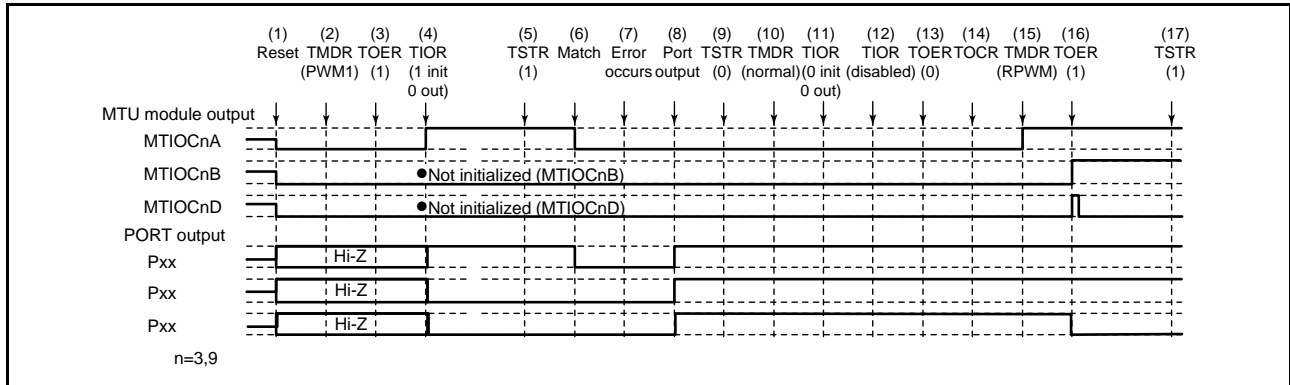 (1) (2) (3) (4) (5) (6) (7) (8) (9) (10) (11) (12) (13) (14) (15) (16) (17)
Reset TMDR TOER TIOR TSTR Match Error Port TSTR TMDR TIOR TIOR TOER TOCR TMDR TOER TSTR
(PWM1) (1) (1 init (1) occurs output (0) (normal) (0 init (disabled) (0) (RPWM) (1) (1)
0 out) 0 out)
MTU module output
MTIOCnA
MTIOCnB
Not initialized (MTIOCnB)
MTIOCnD
Not initialized (MTIOCnD)
PORT output
Pxx Hi-Z
Pxx Hi-Z
Pxx Hi-Z
n=3,9